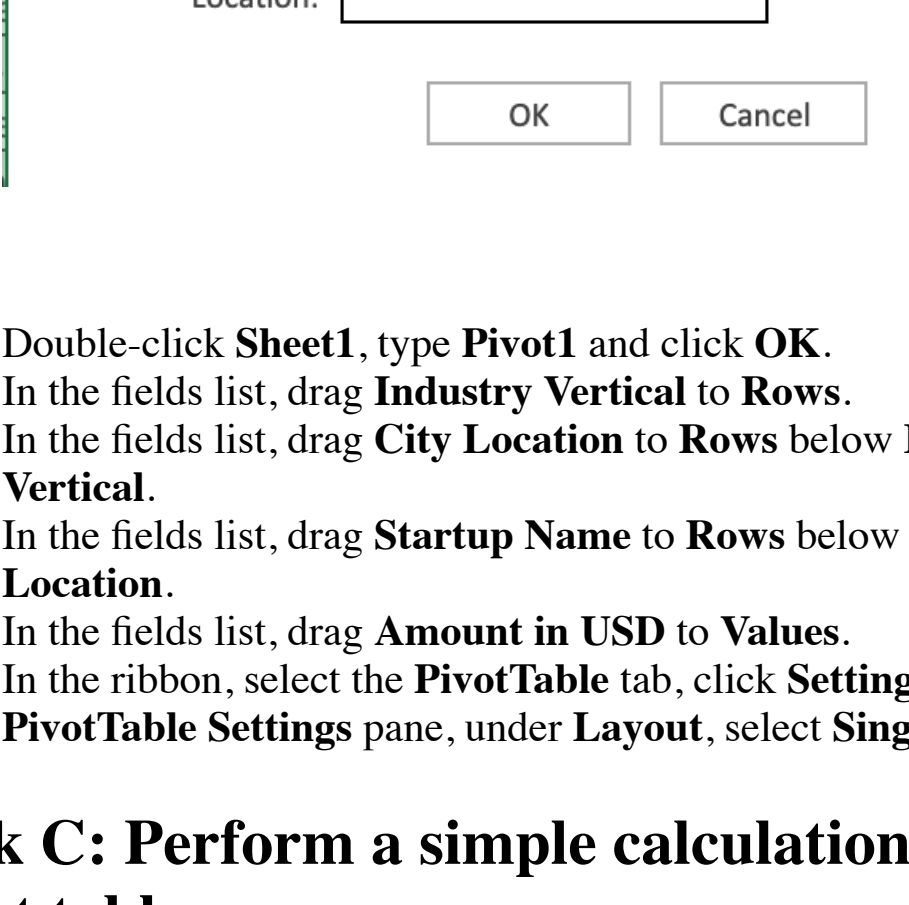 Location:
OK
Cancel
Double-click Sheet1, type Pivot1 and click OK.
In the fields list, drag Industry Vertical to Rows.
In the fields list, drag City Location to Rows below
Vertical.
In the fields list, drag Startup Name to Rows below
Location.
In the fields list, drag Amount in USD to Values.
In the ribbon, select the PivotTable tab, click Setting
PivotTable Settings pane, under Layout, select Sing
k C: Perform a simple calculation